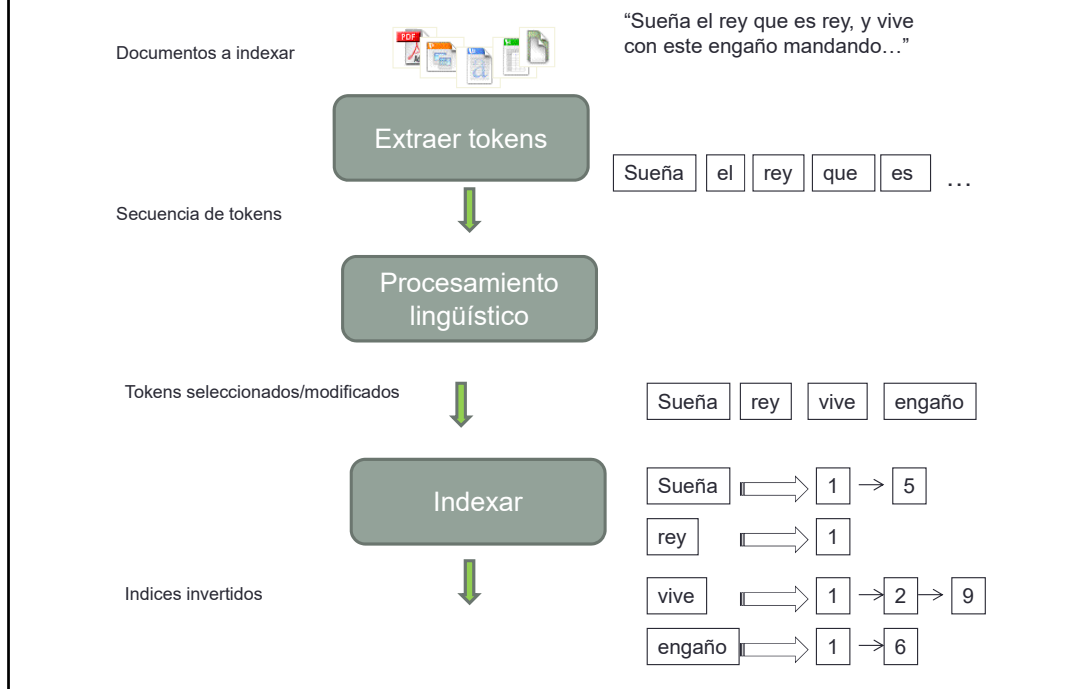 Documentos a indexar
PDF
“Sueña el rey que es rey, y vive
con este engaño mandando…”
Extraer tokens
Sueña el rey que es …
Secuencia de tokens
Procesamiento
lingüístico
Tokens seleccionados/modificados
Sueña rey vive engaño
Indexar
Sueña 1 5
rey 1
Indices invertidos
vive 1 2 9
engaño 1 6